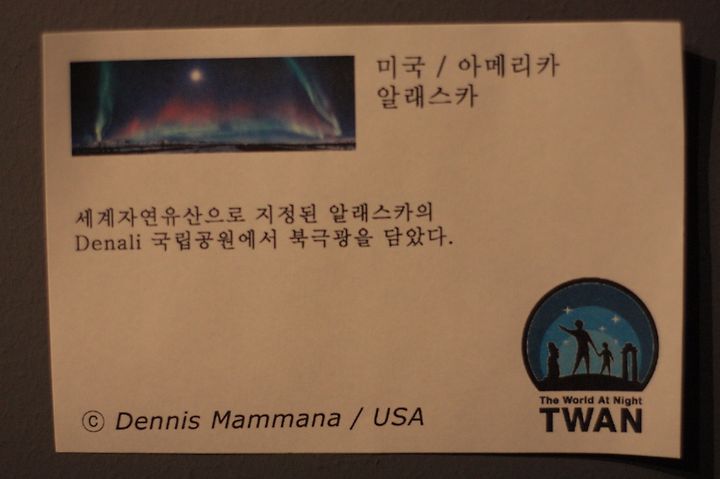 미국 / 아메리카
알래스카
세계자연유산으로 지정된 알래스카의
Denali 국립공원에서 북극광을 담았다.
ⓒ Dennis Mammana / USA
The World At Night
TWAN